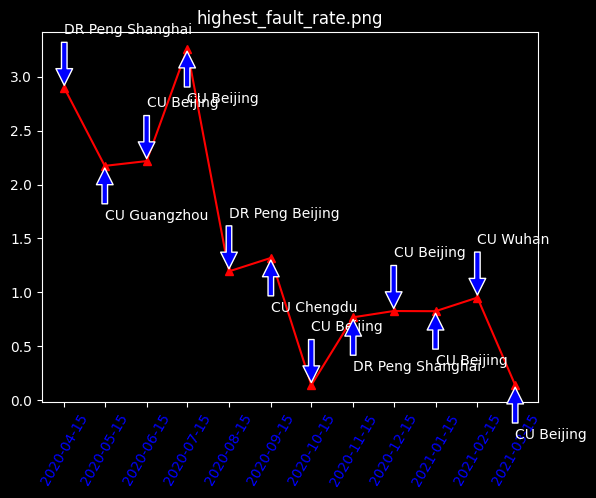 highest_fault_rate.png
DR Peng Shanghai
CU Beijing
CU Beijing
CU Guangzhou
DR Peng Beijing
CU Wuhan
CU Beijing
CU Chengdu
CU Beijing
DR Peng Shanghai
CU Beijing
CU Beijing
3.0
2.5
2.0
1.5
1.0
0.5
0.0
2020-04-15
2020-05-15
2020-06-15
2020-07-15
2020-08-15
2020-09-15
2020-10-15
2020-11-15
2020-12-15
2021-01-15
2021-02-15
2021-03-15